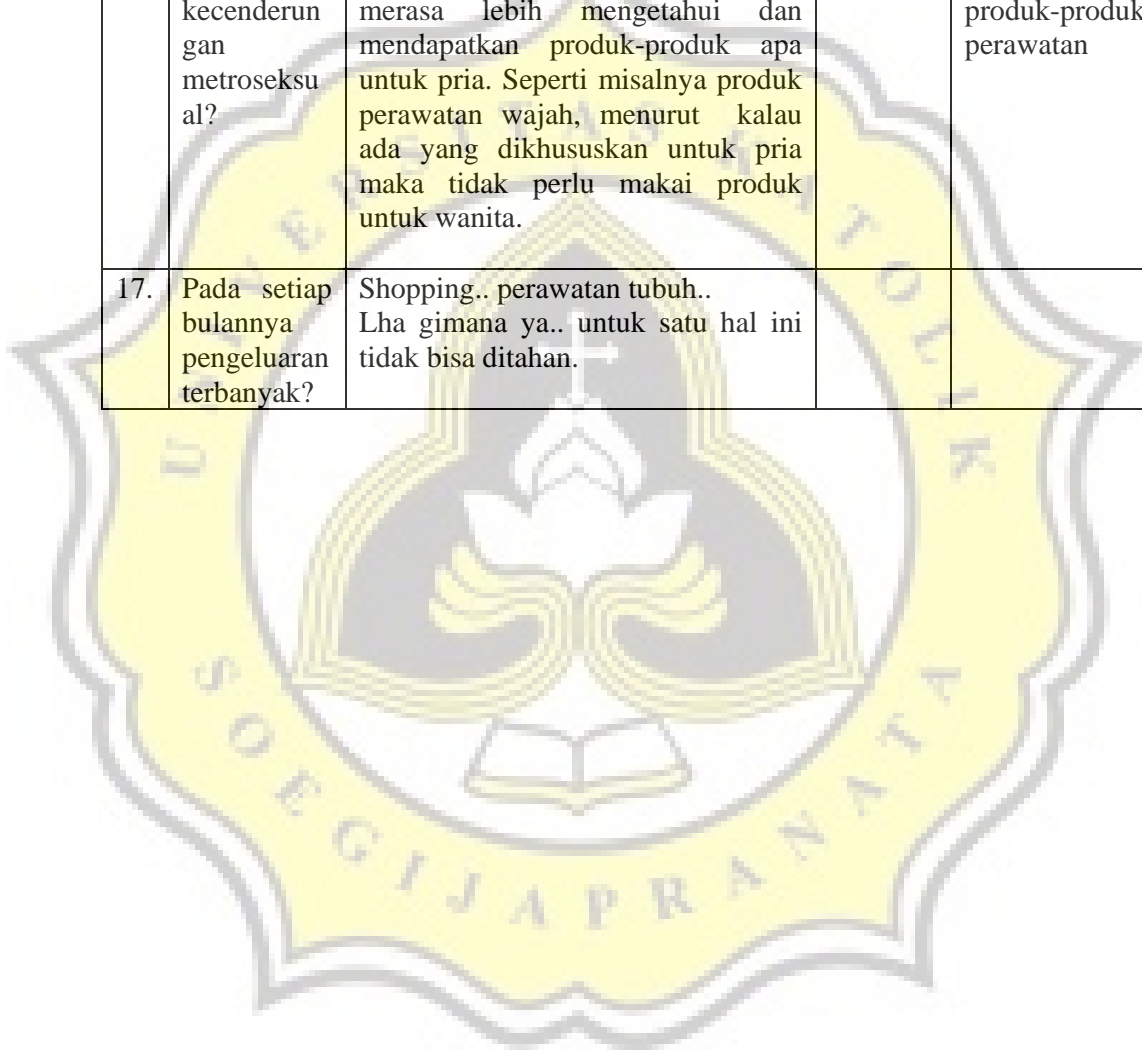 kecenderun
gan
metroseksu
al?
merasa lebih mengetahui dan
mendapatkan produk-produk apa
untuk pria. Seperti misalnya produk
perawatan wajah, menurut kalau
ada yang dikhususkan untuk pria
maka tidak perlu makai produk
untuk wanita.
produk-produk
perawatan
17.
Pada setiap
bulannya
pengeluaran
terbanyak?
Shopping.. perawatan tubuh..
Lha gimana ya.. untuk satu hal ini
tidak bisa ditahan.
UNIVERSITAS KATOLIK
SOEGIJAPRANATA